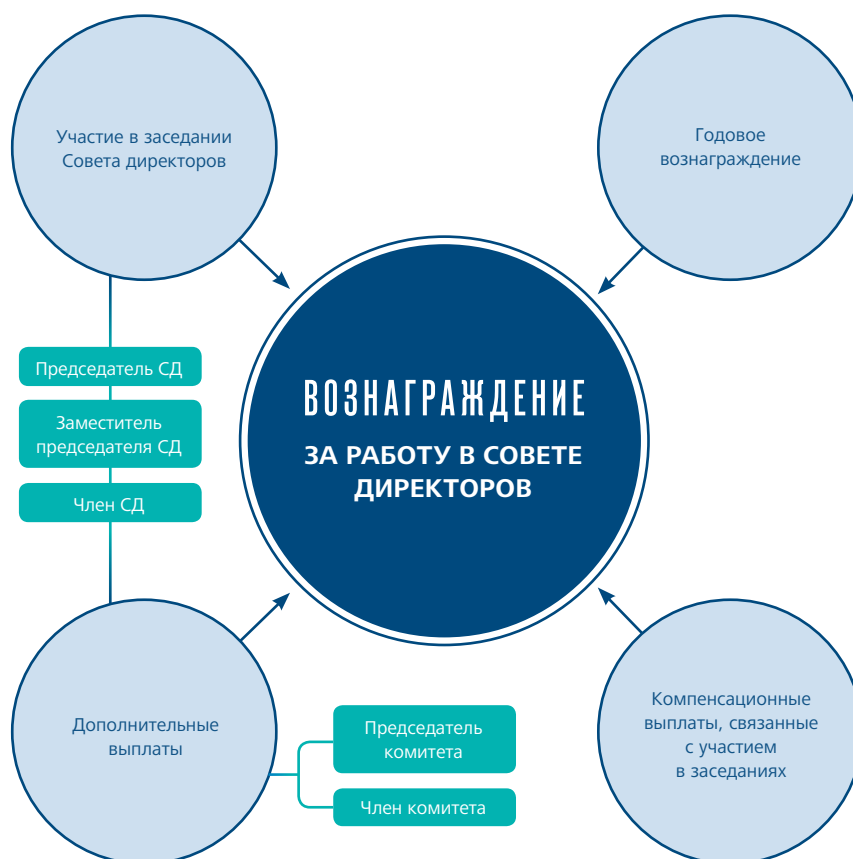 Участие в заседании
Совета директоров
Годовое
вознаграждение
Председатель СД
Заместитель
председателя СД
Член СД
ВОЗНАГРАЖДЕНИЕ
ЗА РАБОТУ В СОВЕТЕ
ДИРЕКТОРОВ
Дополнительные
выплаты
Председатель
комитета
Член комитета
Компенсационные
выплаты, связанные
с участием
в заседаниях